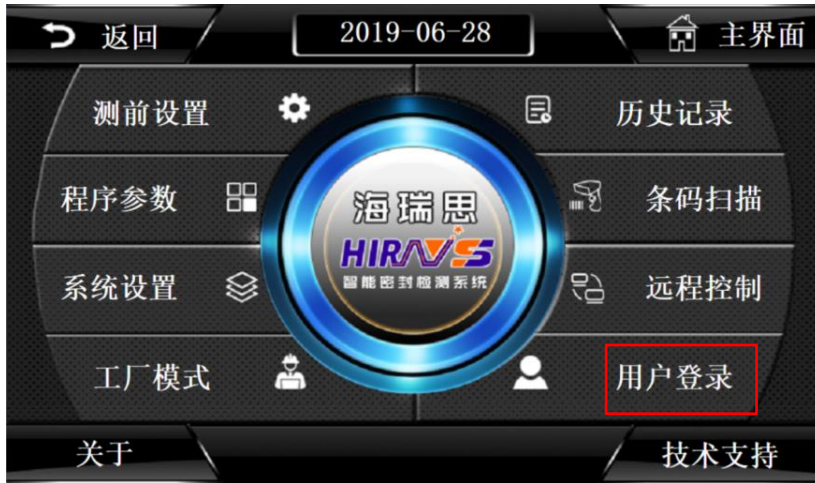 返回
2019-06-28
主界面
测前设置
历史记录
程序参数
条码扫描
海瑞思
HIRAYS
智能密封检测系统
系统设置
远程控制
工厂模式
用户登录
关于
技术支持